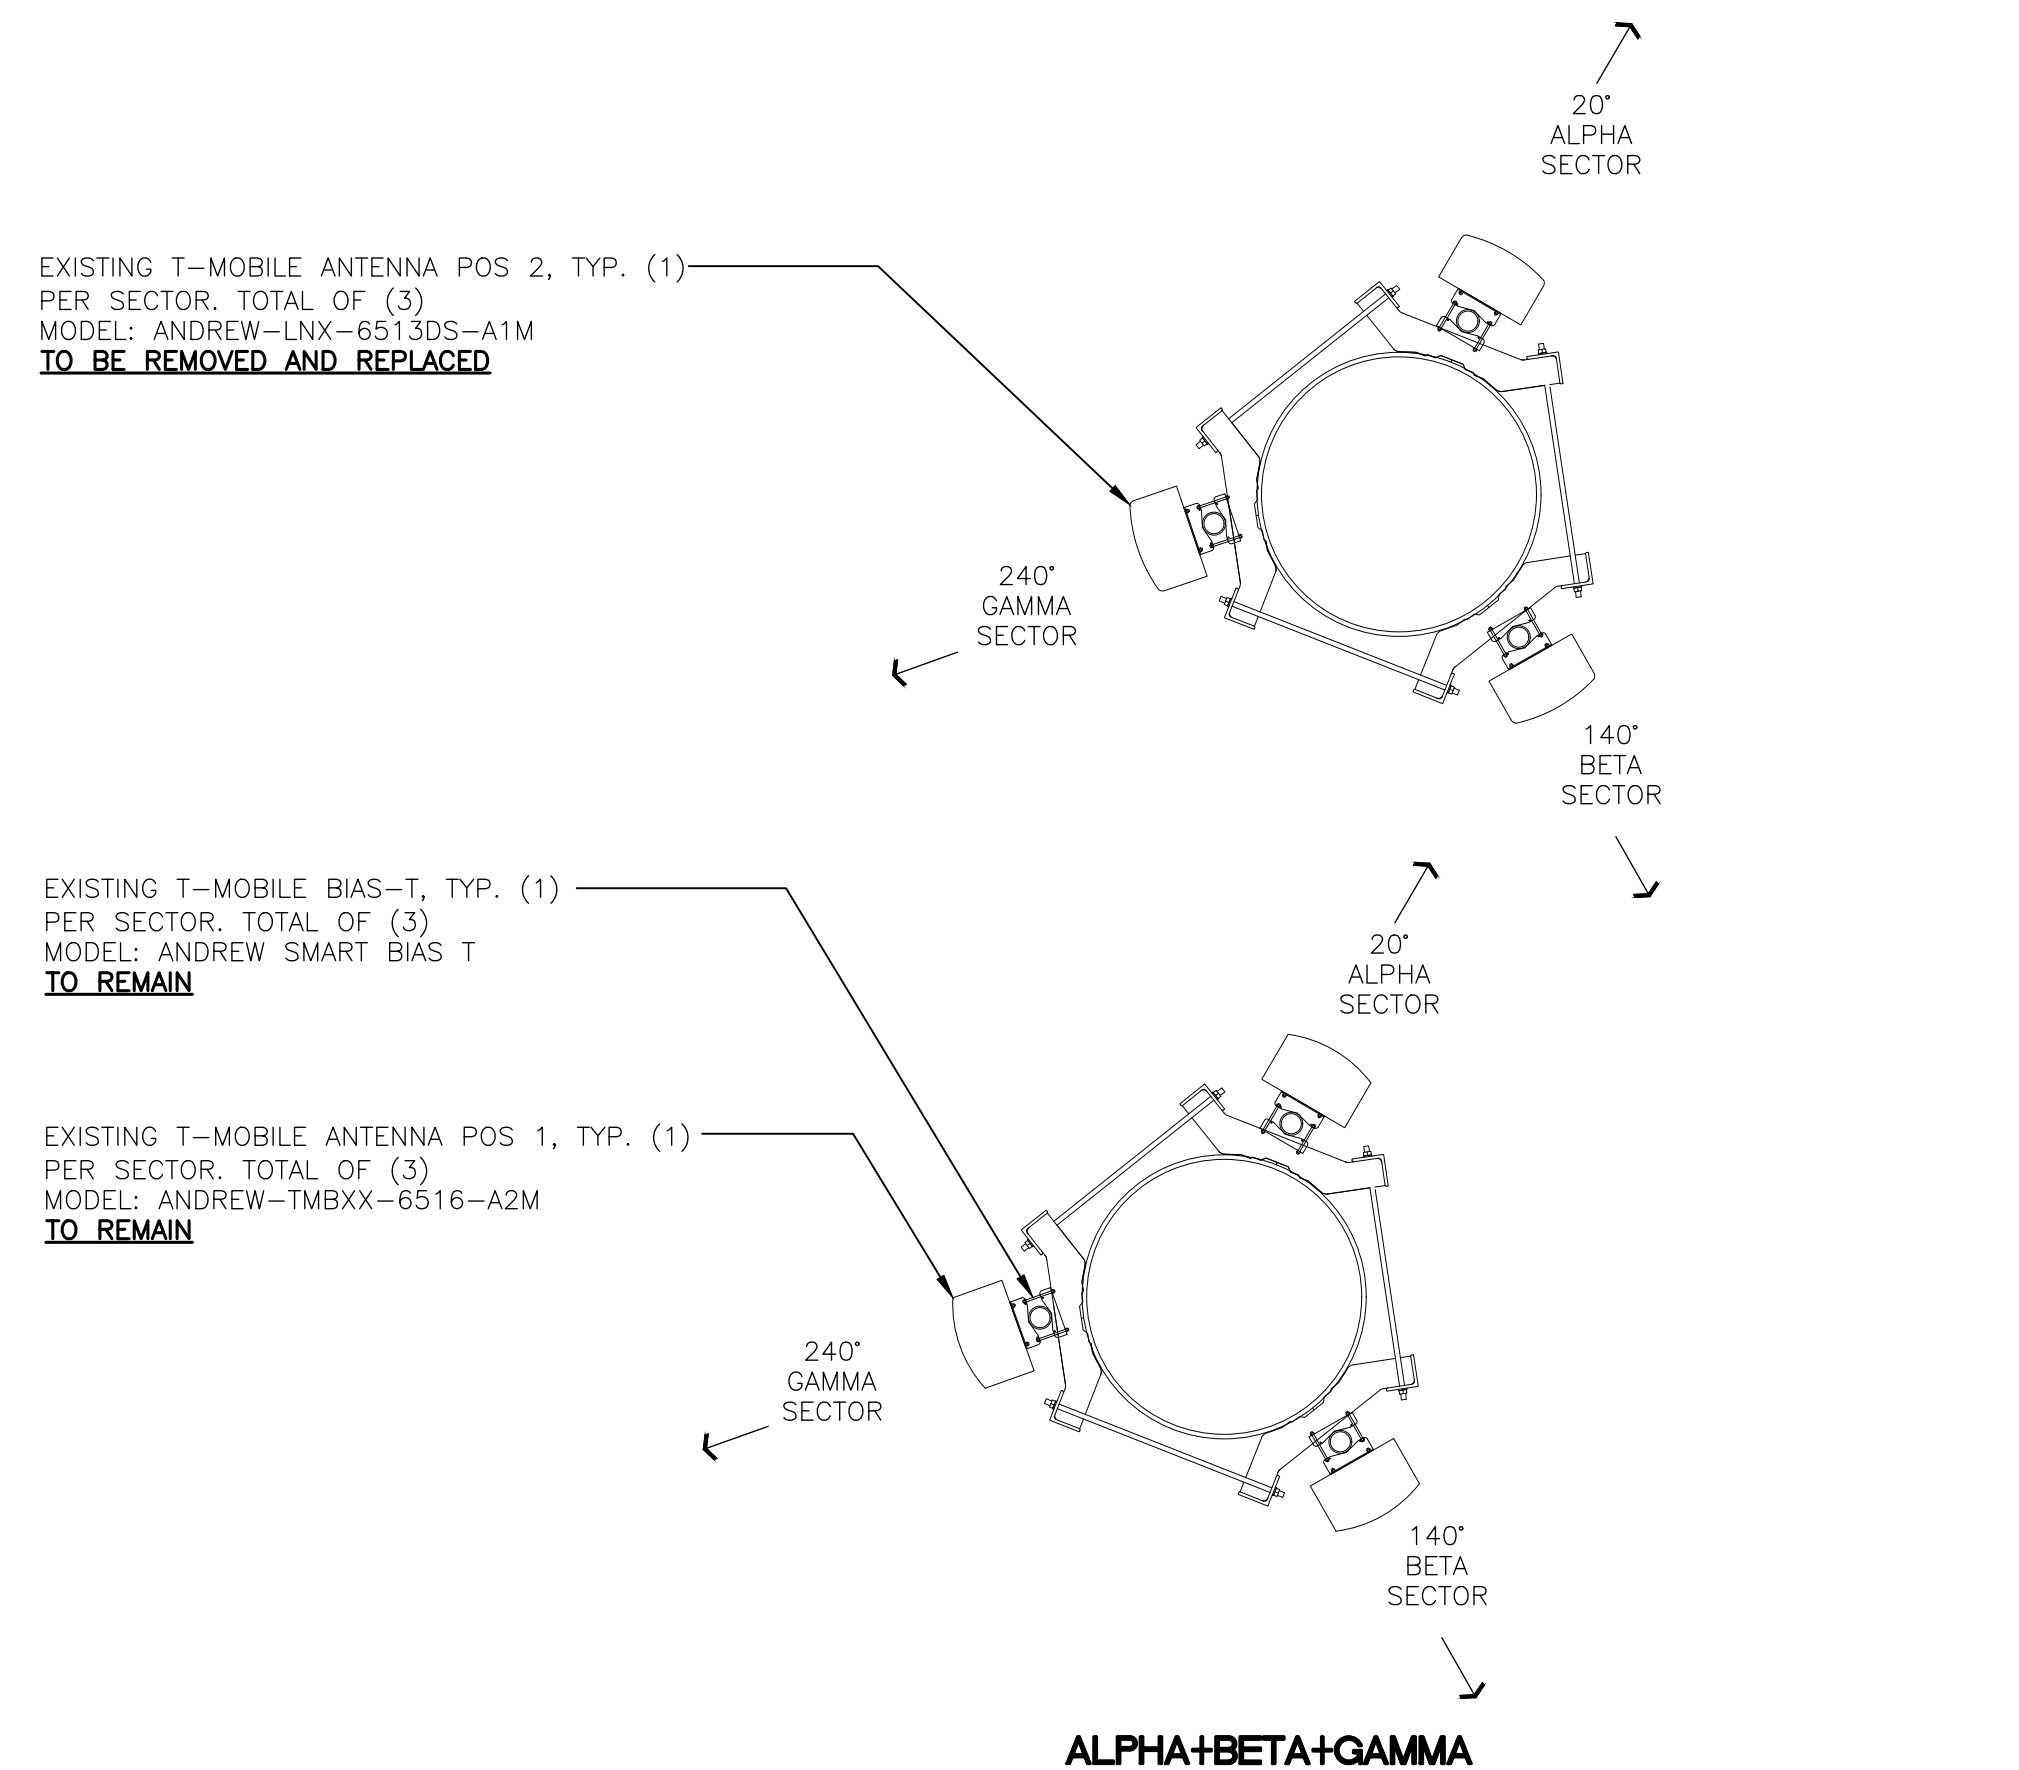 20°
ALPHA
SECTOR
EXISTING T-MOBILE ANTENNA POS 2, TYP. (1)
PER SECTOR. TOTAL OF (3)
MODEL: ANDREW-LNX-6513DS-A1M
TO BE REMOVED AND REPLACED
240°
GAMMA
SECTOR
140°
BETA
SECTOR
EXISTING T-MOBILE BIAS-T, TYP. (1)
PER SECTOR. TOTAL OF (3)
MODEL: ANDREW SMART BIAS T
TO REMAIN
20°
ALPHA
SECTOR
EXISTING T-MOBILE ANTENNA POS 1, TYP. (1)
PER SECTOR. TOTAL OF (3)
MODEL: ANDREW-TMBXX-6516-A2M
TO REMAIN
240°
GAMMA
SECTOR
140°
BETA
SECTOR
ALPHA+BETA+GAMMA